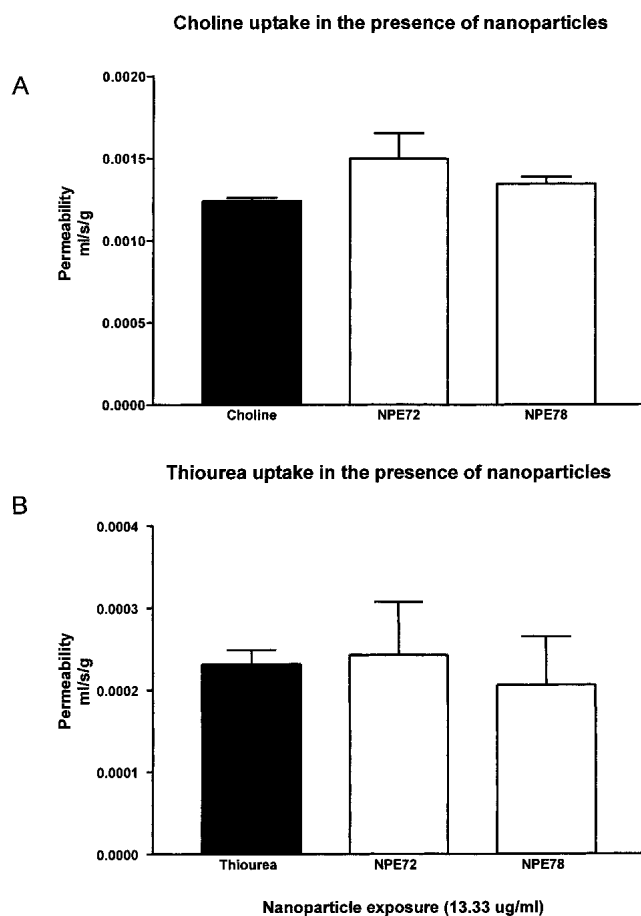 Choline uptake in the presence of nanoparticles
A
0.0020
0.0015
0.0010
0.0005
0.0000
Permeability
ml/s/g
Choline NPE72 NPE78
Thiourea uptake in the presence of nanoparticles
B
0.0004
0.0003
0.0002
0.0001
0.0000
Permeability
ml/s/g
Thiourea NPE72 NPE78
Nanoparticle exposure (13.33 ug/ml)